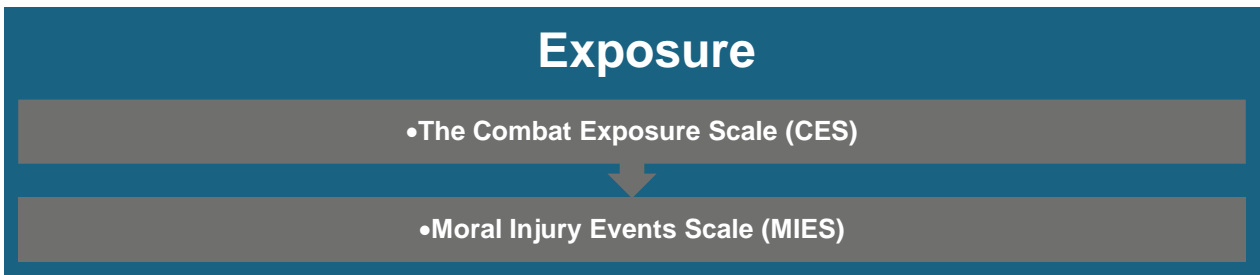 Exposure
•The Combat Exposure Scale (CES)
•Moral Injury Events Scale (MIES)